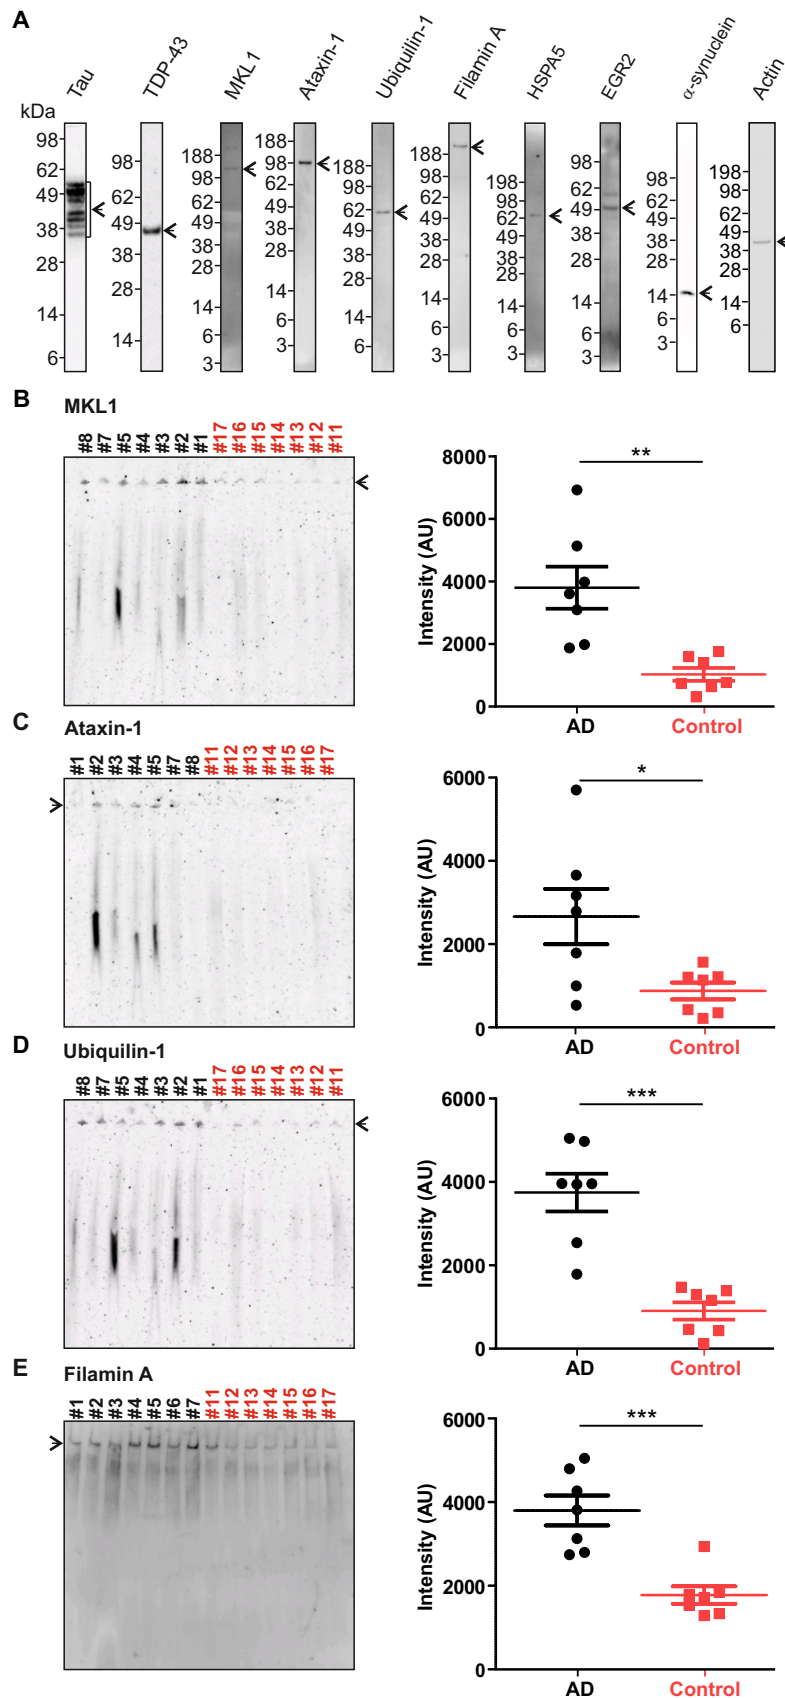 A
Tau TDP-43 MKL1 Ataxin-1 Ubiquilin-1 Filamin A HSPA5 EGR2 α-synuclein Actin
kDa
98 62 49 38 28 14 6
98 62 49 38 28 14
188 98 62 49 38 28 14 6 3
98 62 49 38 28 14 6
188 98 62 49 38 28 14 6
188 98 62 49 38 28 14 6 3
198 98 62 49 38 28 14 6 3
98 62 49 38 28 14 6 3
98 62 49 38 28 14 6
198 98 62 49 38 28 14 6
B
MKL1
#8 #7 #5 #4 #3 #2 #1 #17 #16 #15 #14 #13 #12 #11
**
Intensity (AU)
8000
6000
4000
2000
0
AD Control
C
Ataxin-1
#1 #2 #3 #4 #5 #7 #8 #11 #12 #13 #14 #15 #16 #17
*
Intensity (AU)
6000
4000
2000
0
AD Control
D
Ubiquilin-1
#8 #7 #5 #4 #3 #2 #1 #17 #16 #15 #14 #13 #12 #11
***
Intensity (AU)
6000
4000
2000
0
AD Control
E
Filamin A
#1 #2 #3 #4 #5 #6 #7 #11 #12 #13 #14 #15 #16 #17
***
Intensity (AU)
6000
4000
2000
0
AD Control